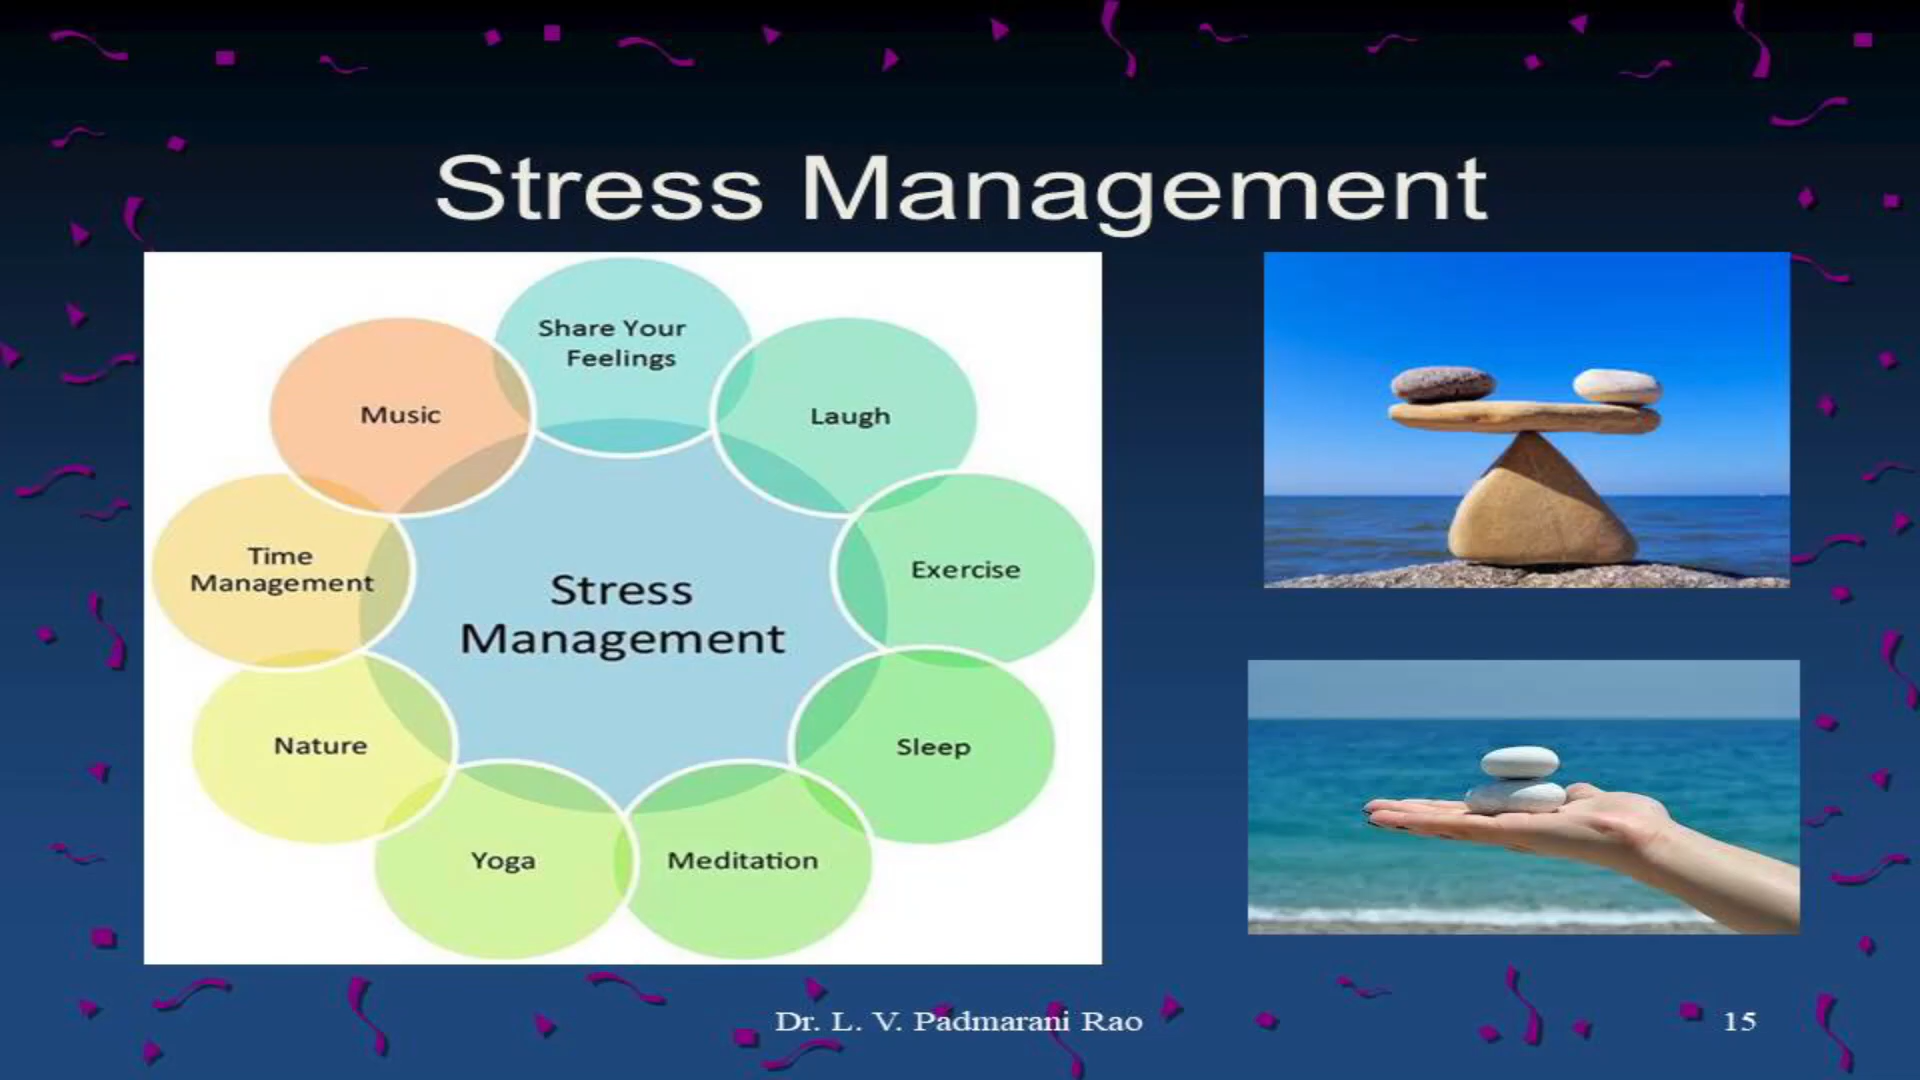 Stress Management
Share Your
Feelings
Music
Laugh
Time
Management
Exercise
Stress
Management
Nature
Sleep
Yoga
Meditation
Dr. L. V. Padmarani Rao
15